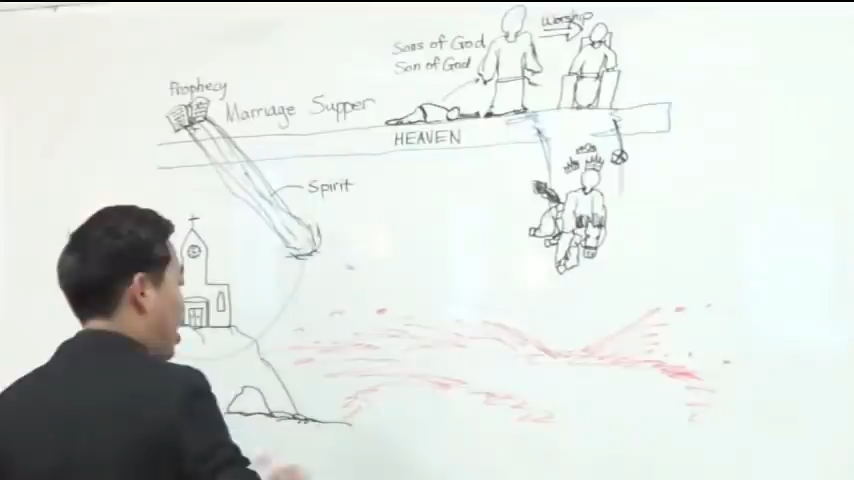 Worship
Sons of God
Son of God
Prophecy
Marriage Supper
HEAVEN
Spirit